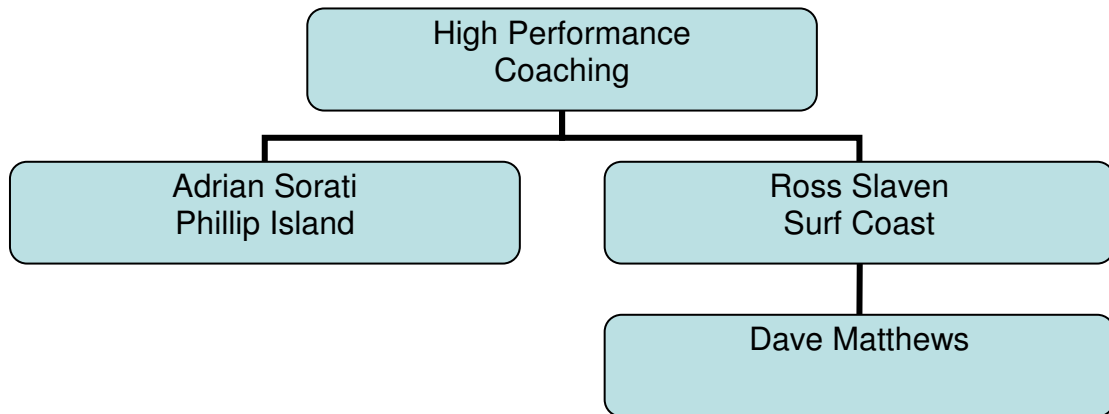 High Performance
Coaching
Adrian Sorati
Phillip Island
Ross Slaven
Surf Coast
Dave Matthews